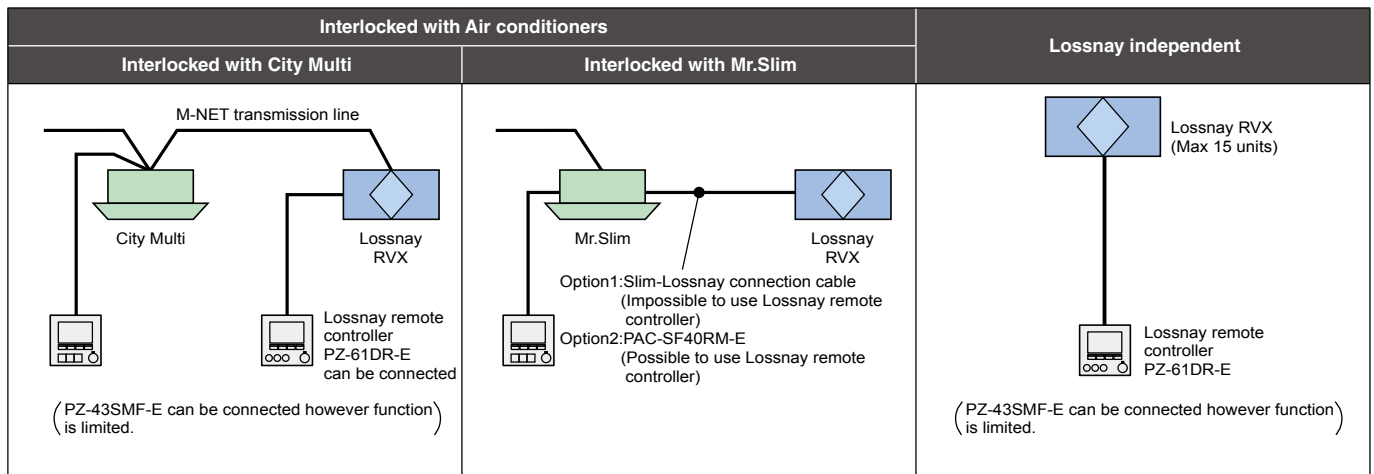 Interlocked with Air conditioners
Lossnay independent
Interlocked with City Multi
Interlocked with Mr.Slim
M-NET transmission line
City Multi
Lossnay
RVX
Lossnay remote
controller
PZ-61DR-E
can be connected
(PZ-43SMF-E can be connected however function
is limited.)
Mr.Slim
Lossnay
RVX
Option1:Slim-Lossnay connection cable
(Impossible to use Lossnay remote
controller)
Option2:PAC-SF40RM-E
(Possible to use Lossnay remote
controller)
Lossnay RVX
(Max 15 units)
Lossnay remote
controller
PZ-61DR-E
(PZ-43SMF-E can be connected however function
is limited.)